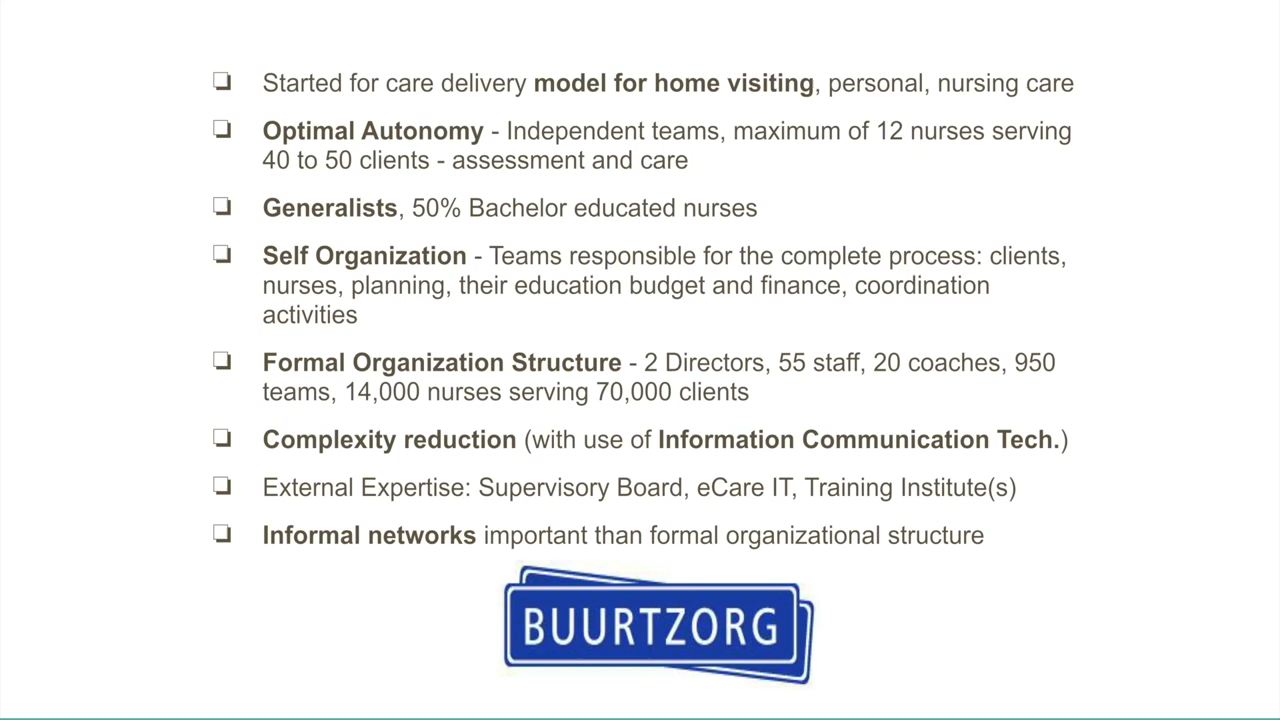 Started for care delivery model for home visiting, personal, nursing care
Optimal Autonomy - Independent teams, maximum of 12 nurses serving
40 to 50 clients - assessment and care
Generalists, 50% Bachelor educated nurses
Self Organization - Teams responsible for the complete process: clients,
nurses, planning, their education budget and finance, coordination
activities
Formal Organization Structure - 2 Directors, 55 staff, 20 coaches, 950
teams, 14,000 nurses serving 70,000 clients
Complexity reduction (with use of Information Communication Tech.)
External Expertise: Supervisory Board, eCare IT, Training Institute(s)
Informal networks important than formal organizational structure
BUURTZORG